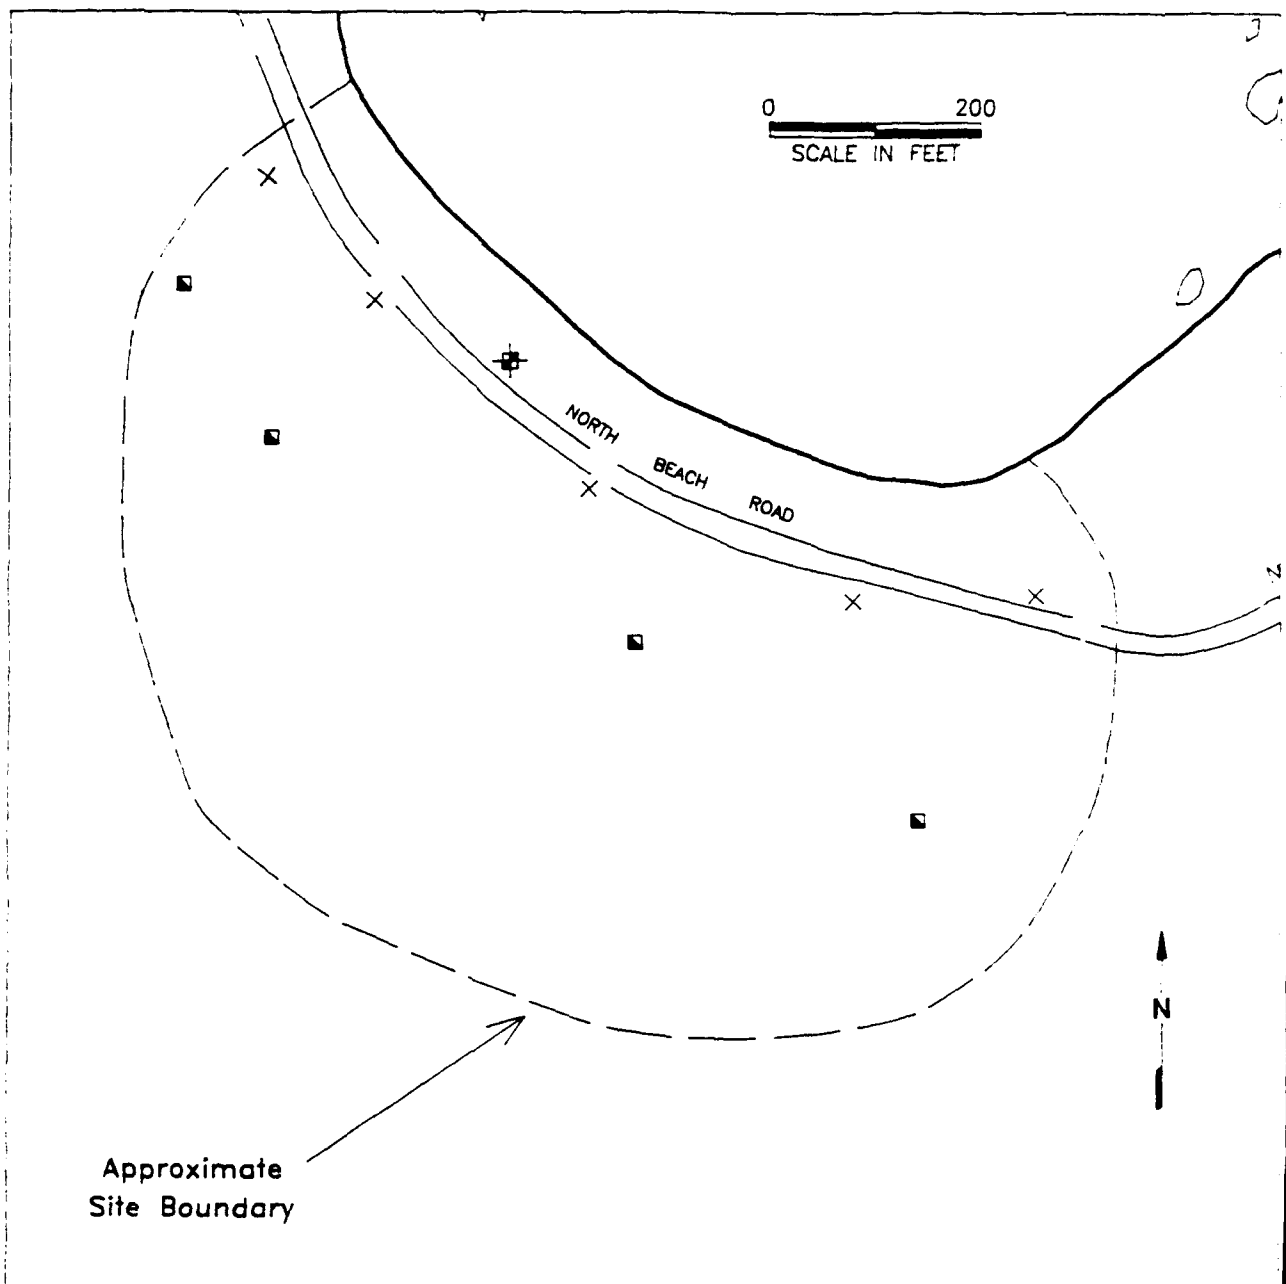 0 200
SCALE IN FEET
NORTH BEACH ROAD
N
Approximate
Site Boundary